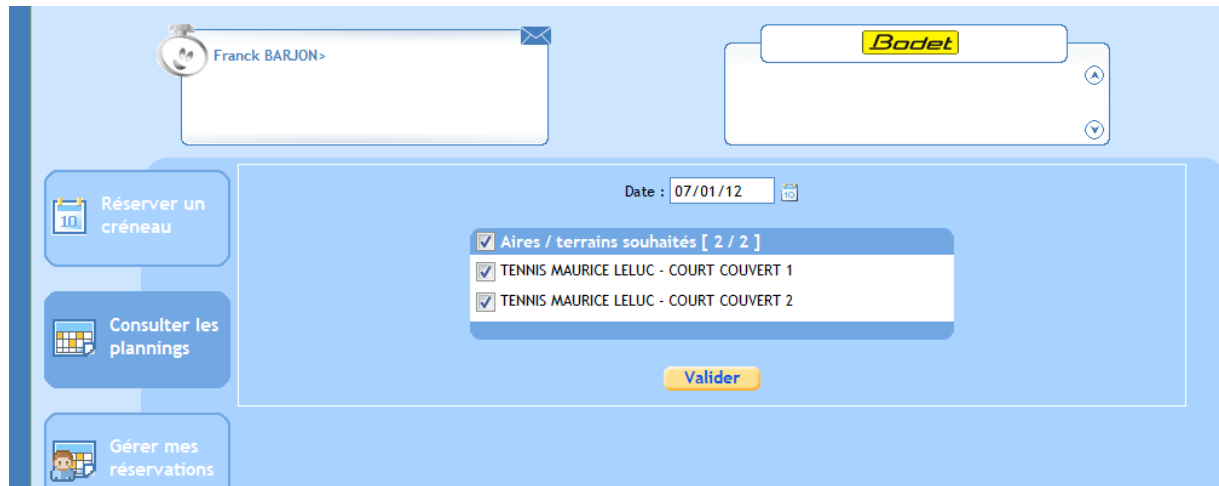 Franck BARJON>
Bodet
Réserver un
créneau
10
Date : 07/01/12
10
Aires / terrains souhaités [ 2 / 2 ]
TENNIS MAURICE LELUC - COURT COUVERT 1
TENNIS MAURICE LELUC - COURT COUVERT 2
Consulter les
plannings
Valider
Gérer mes
réservations